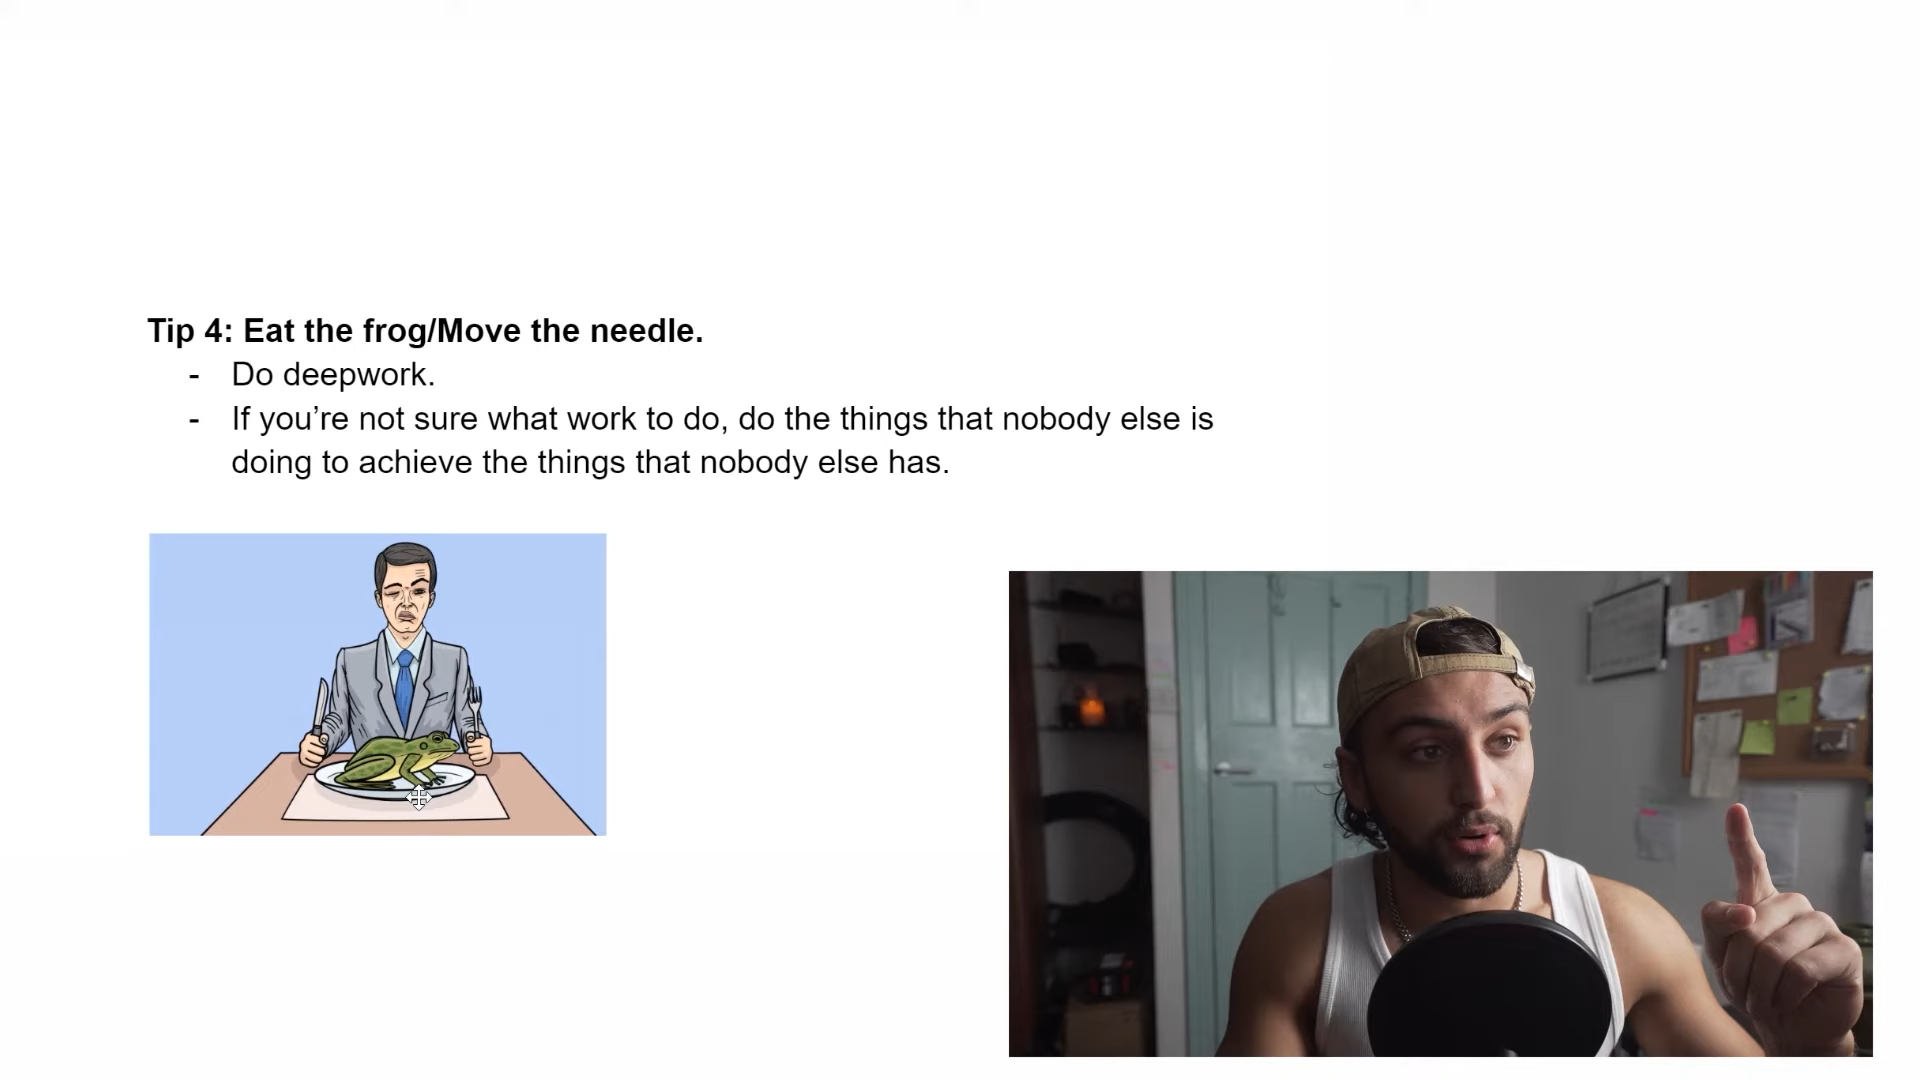 Tip 4: Eat the frog/Move the needle.
- Do deepwork.
- If you’re not sure what work to do, do the things that nobody else is
doing to achieve the things that nobody else has.